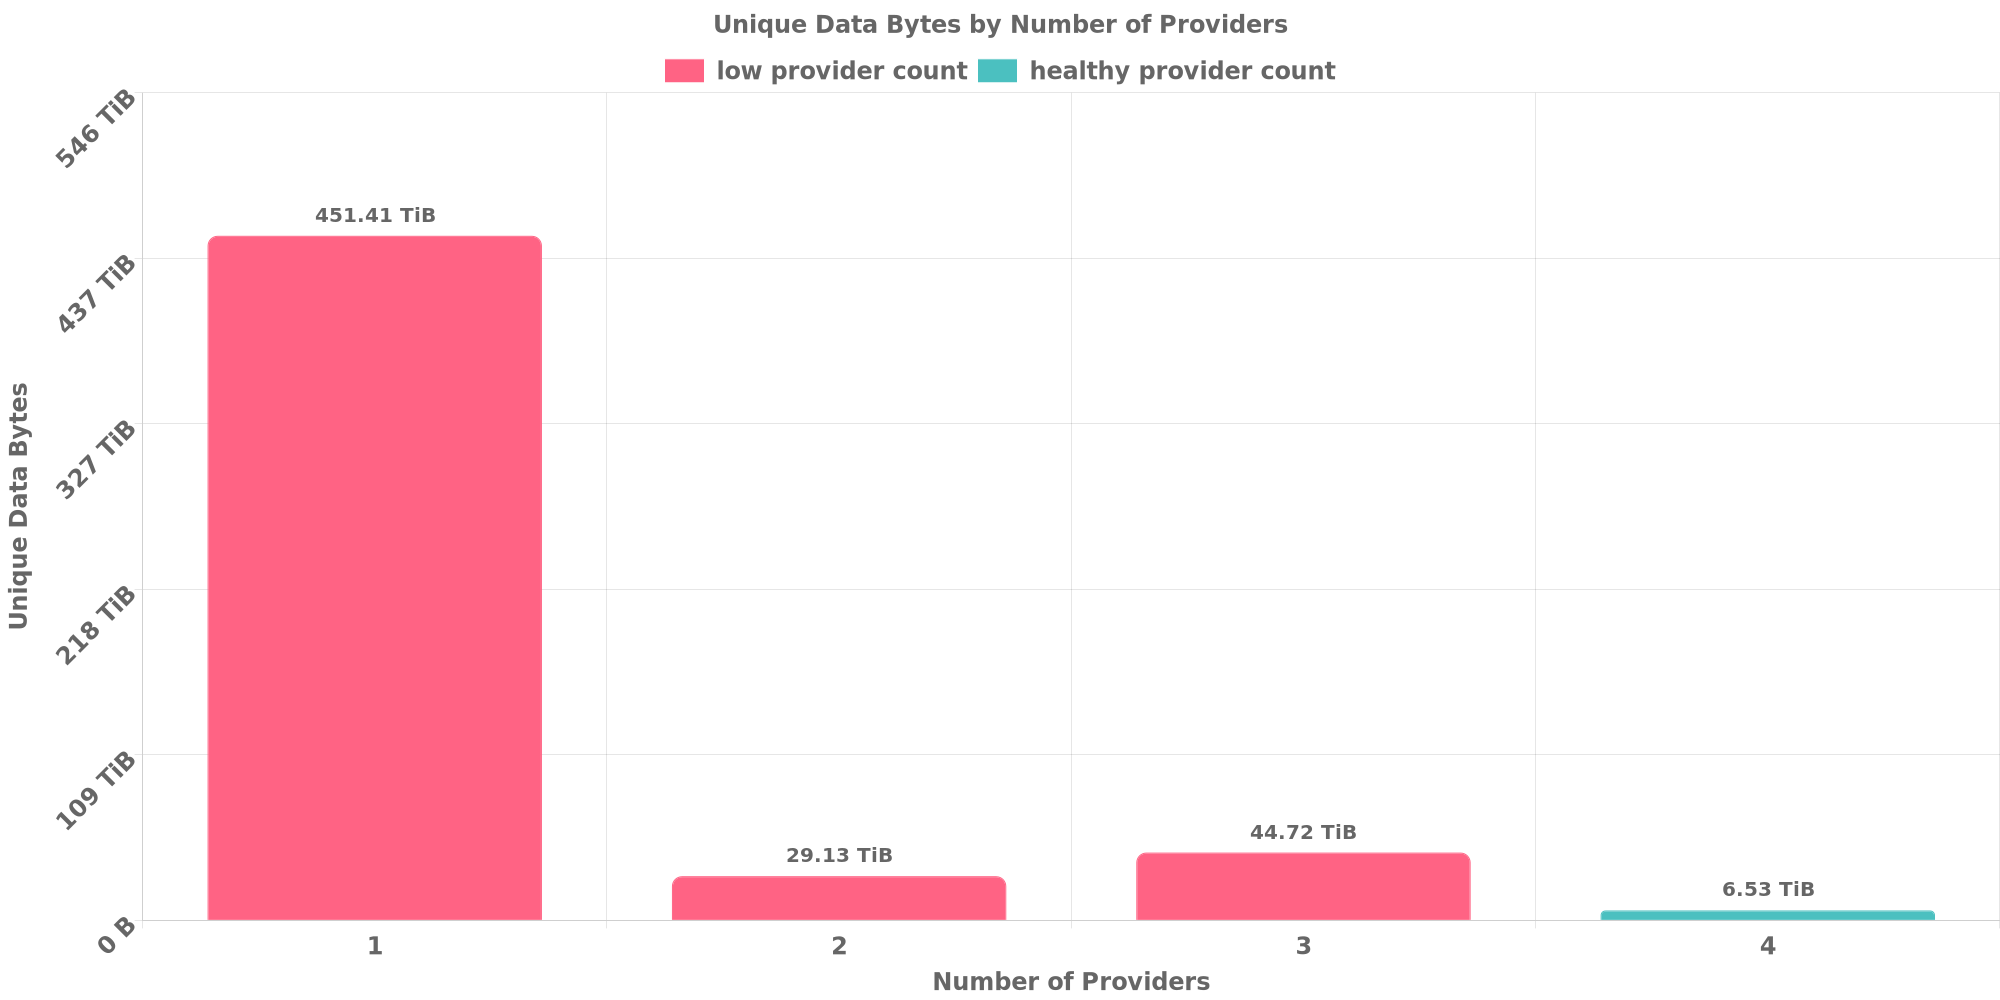 Unique Data Bytes by Number of Providers
low provider count healthy provider count
546 TiB
437 TiB
327 TiB
218 TiB
109 TiB
0 B
Unique Data Bytes
451.41 TiB
29.13 TiB
44.72 TiB
6.53 TiB
1 2 3 4
Number of Providers